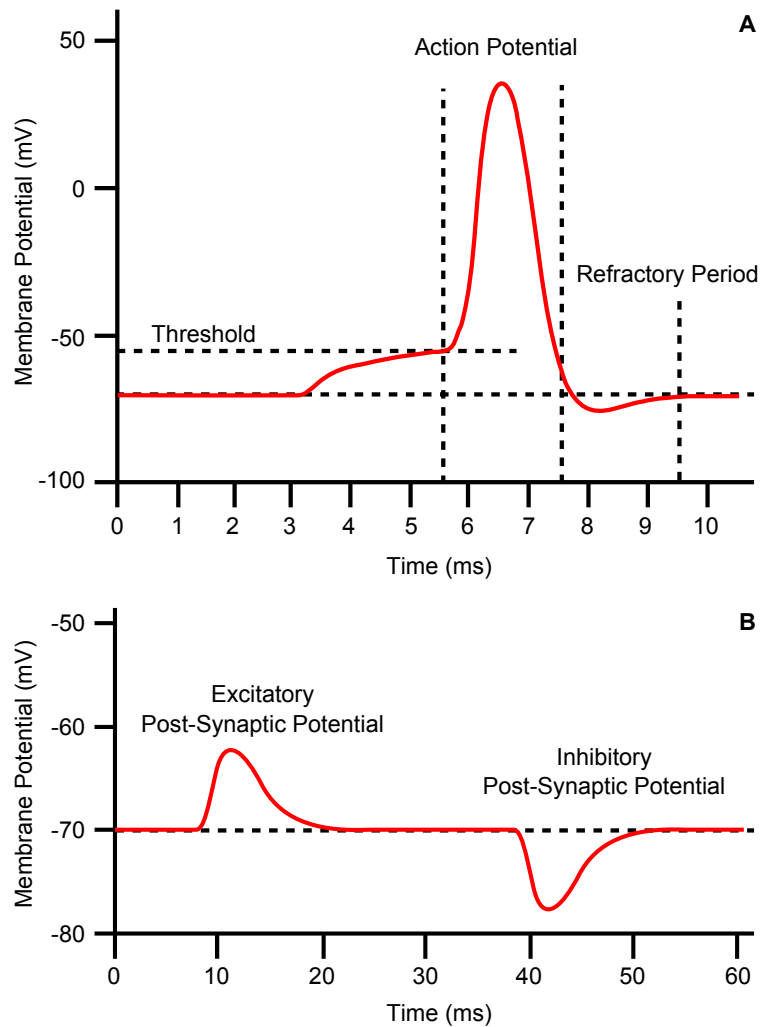 A
Action Potential
50
0
-50
-100
Membrane Potential (mV)
Threshold
Refractory Period
0 1 2 3 4 5 6 7 8 9 10
Time (ms)
B
-50
-60
-70
-80
Membrane Potential (mV)
Excitatory
Post-Synaptic Potential
Inhibitory
Post-Synaptic Potential
0 10 20 30 40 50 60
Time (ms)